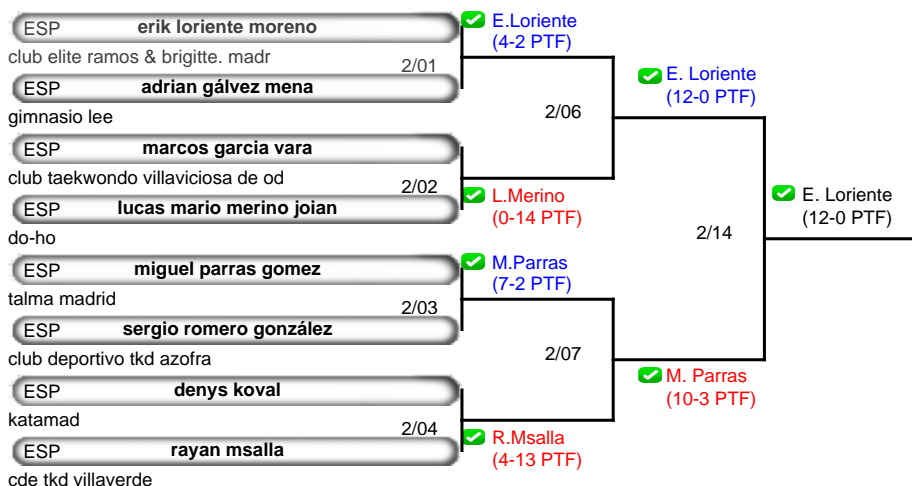 ESP erik loriente moreno
club elite ramos & brigitte. madr
2/01
ESP adrian gálvez mena
gimnasio lee
ESP marcos garcia vara
club taekwondo villaviciosa de od
2/02
ESP lucas mario merino joian
do-ho
ESP miguel parras gomez
talma madrid
2/03
ESP sergio romero gonzález
club deportivo tkd azofra
ESP denys koval
katamad
2/04
ESP rayan msalla
cde tkd villaverde
E.Loriente
(4-2 PTF)
2/06
L.Merino
(0-14 PTF)
M.Parras
(7-2 PTF)
2/07
R.Msalla
(4-13 PTF)
E. Loriente
(12-0 PTF)
2/14
M. Parras
(10-3 PTF)
E. Loriente
(12-0 PTF)